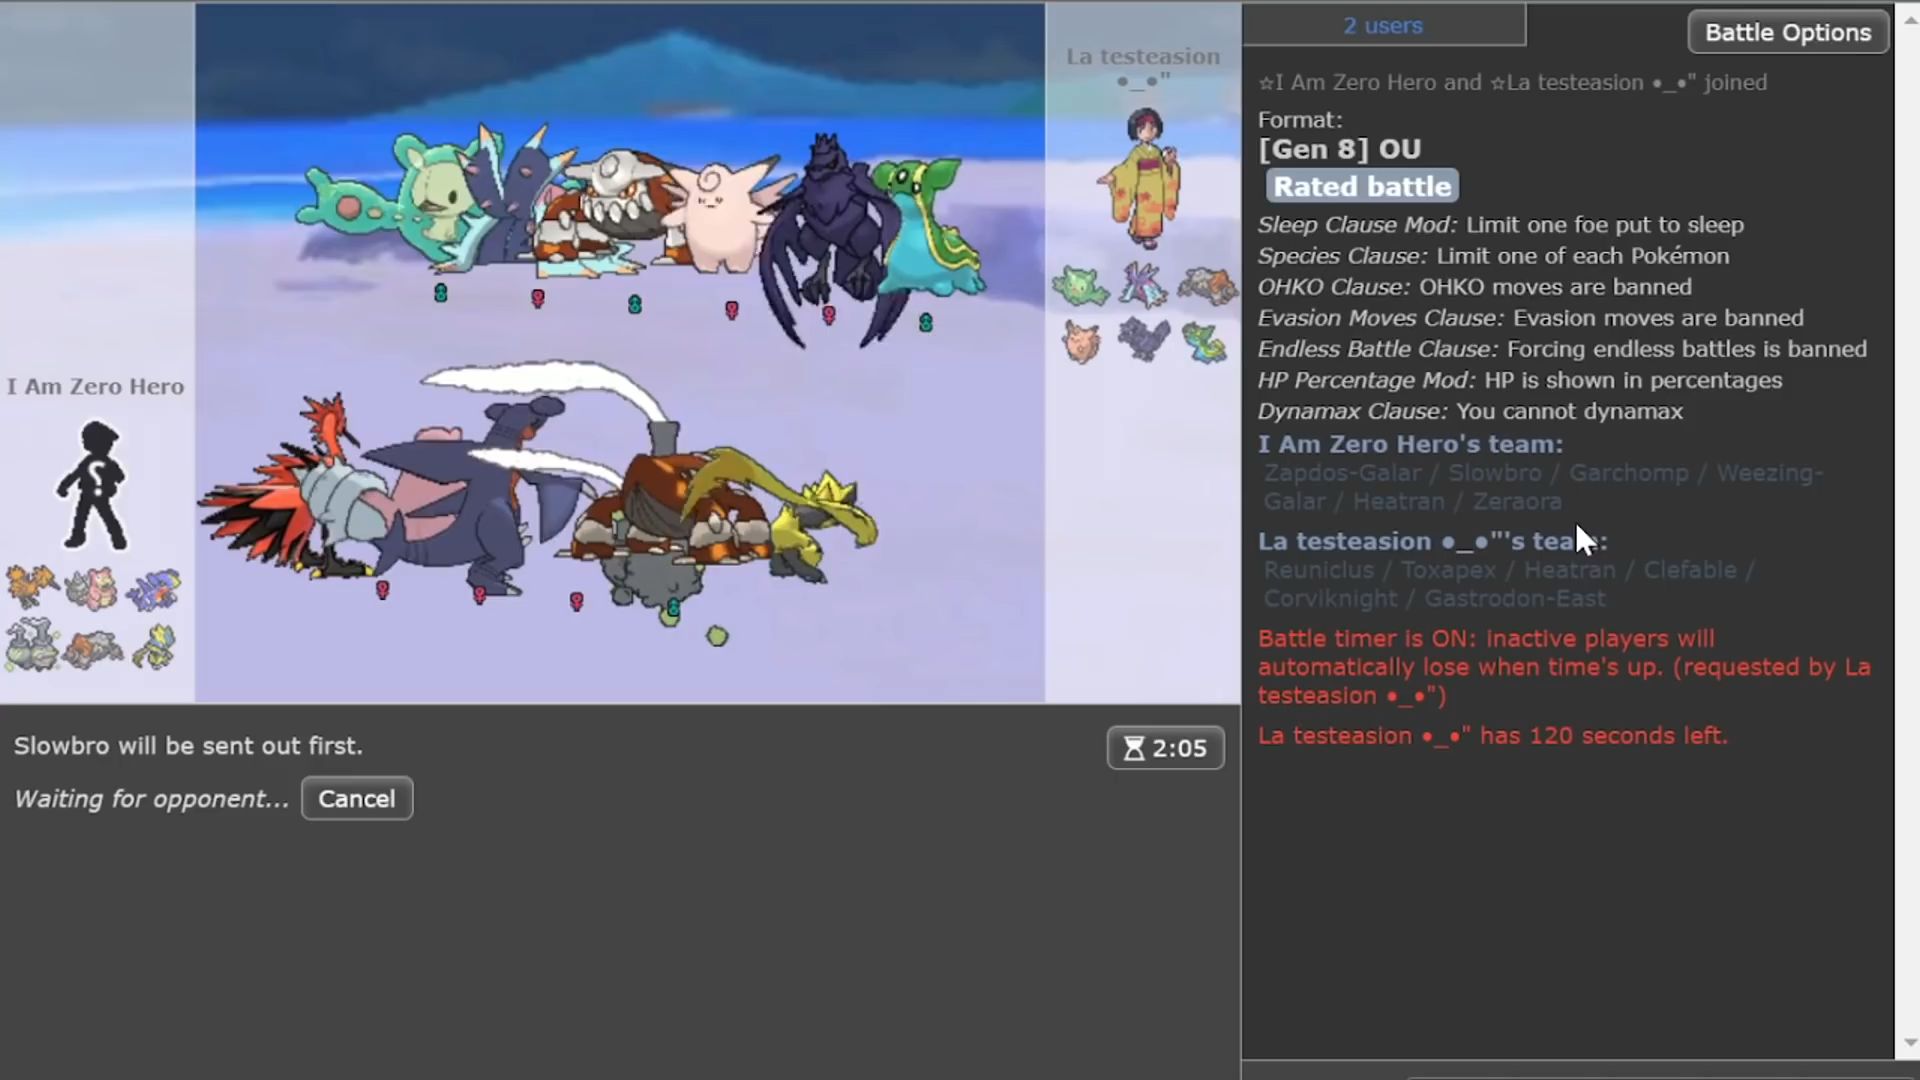 La testeasion
•_•"
I Am Zero Hero
Slowbro will be sent out first.
2:05
Waiting for opponent...
Cancel
2 users
Battle Options
☆I Am Zero Hero and ☆La testeasion •_•" joined
Format:
[Gen 8] OU
Rated battle
Sleep Clause Mod: Limit one foe put to sleep
Species Clause: Limit one of each Pokémon
OHKO Clause: OHKO moves are banned
Evasion Moves Clause: Evasion moves are banned
Endless Battle Clause: Forcing endless battles is banned
HP Percentage Mod: HP is shown in percentages
Dynamax Clause: You cannot dynamax
I Am Zero Hero's team:
Zapdos-Galar / Slowbro / Garchomp / Weezing-
Galar / Heatran / Zeraora
La testeasion •_•"'s team:
Reuniclus / Toxapex / Heatran / Clefable /
Corviknight / Gastrodon-East
Battle timer is ON: inactive players will
automatically lose when time's up. (requested by La
testeasion •_•")
La testeasion •_•" has 120 seconds left.